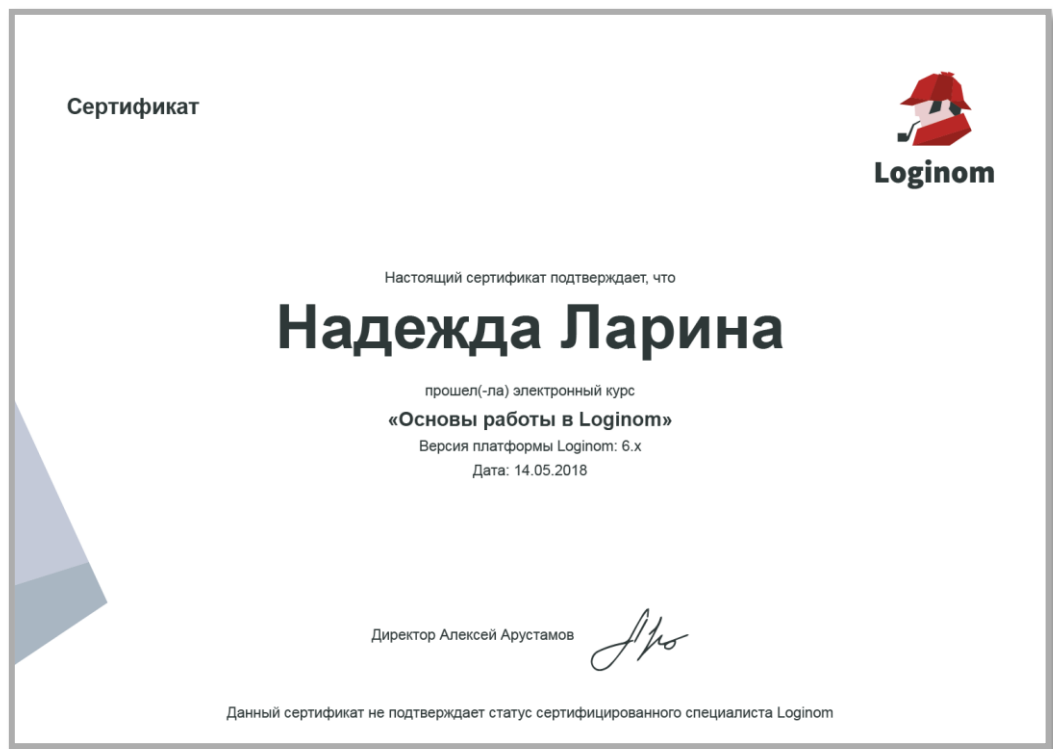 Сертификат
Loginom
Настоящий сертификат подтверждает, что
Надежда Ларина
прошел(-ла) электронный курс
«Основы работы в Loginom»
Версия платформы Loginom: 6.x
Дата: 14.05.2018
Директор Алексей Арустамов
Данный сертификат не подтверждает статус сертифицированного специалиста Loginom